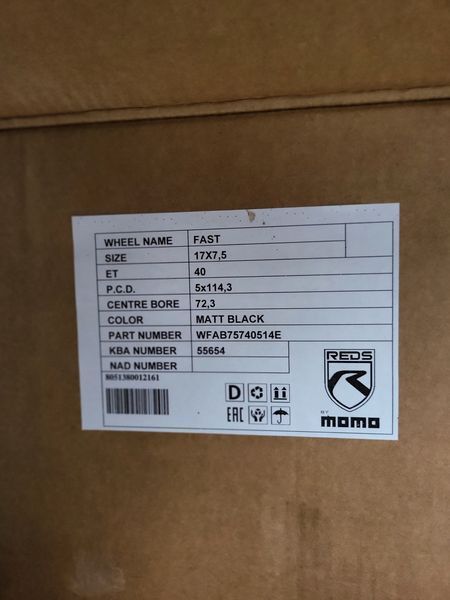 WHEEL NAME FAST
SIZE 17X7,5
ET 40
P.C.D. 5x114,3
CENTRE BORE 72,3
COLOR MATT BLACK
PART NUMBER WFAB75740514E
KBA NUMBER 55654
NAD NUMBER
8051380012161
D
EAC
REDS
R
BY
momo